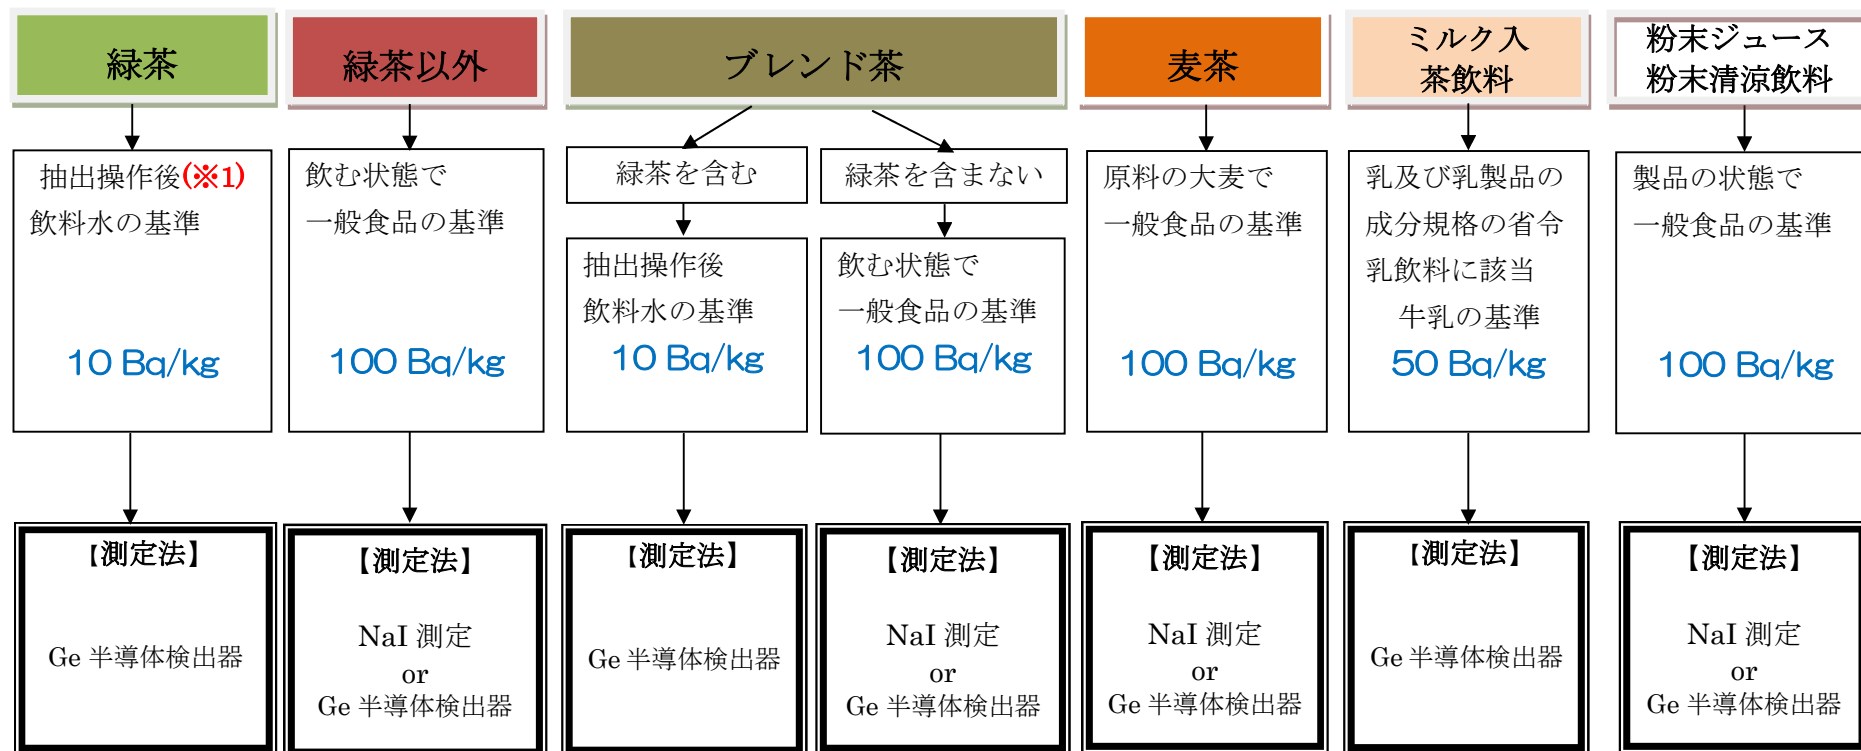 緑茶
緑茶以外
ブレンド茶
麦茶
ミルク入
茶飲料
粉末ジュース
粉末清涼飲料
抽出操作後(※1)
飲料水の基準
10 Bq/kg
飲む状態で
一般食品の基準
100 Bq/kg
緑茶を含む
抽出操作後
飲料水の基準
10 Bq/kg
緑茶を含まない
飲む状態で
一般食品の基準
100 Bq/kg
原料の大麦で
一般食品の基準
100 Bq/kg
乳及び乳製品の
成分規格の省令
乳飲料に該当
牛乳の基準
50 Bq/kg
製品の状態で
一般食品の基準
100 Bq/kg
【測定法】
Ge 半導体検出器
【測定法】
NaI 測定
or
Ge 半導体検出器
【測定法】
Ge 半導体検出器
【測定法】
NaI 測定
or
Ge 半導体検出器
【測定法】
NaI 測定
or
Ge 半導体検出器
【測定法】
Ge 半導体検出器
【測定法】
NaI 測定
or
Ge 半導体検出器